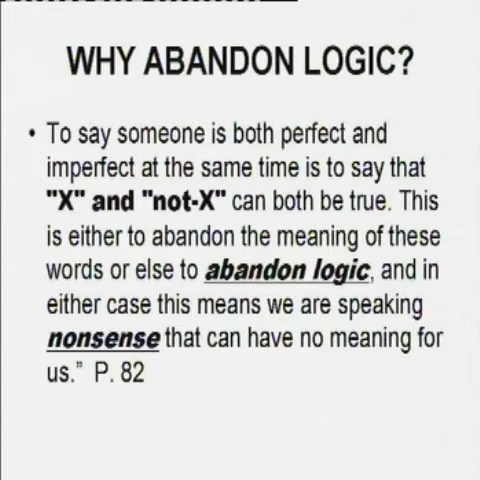 WHY ABANDON LOGIC?
• To say someone is both perfect and
imperfect at the same time is to say that
"X" and "not-X" can both be true. This
is either to abandon the meaning of these
words or else to abandon logic, and in
either case this means we are speaking
nonsense that can have no meaning for
us." P. 82